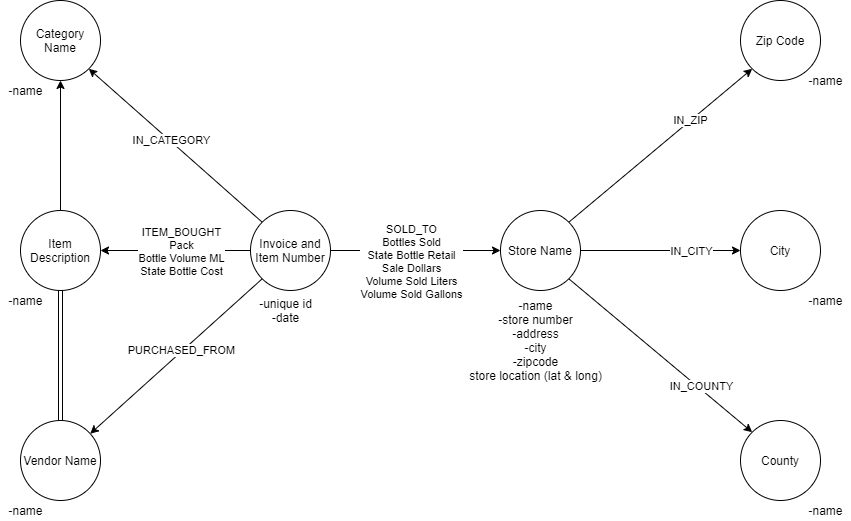 Category
Name
-name
Zip Code
-name
IN_CATEGORY
IN_ZIP
Item
Description
-name
ITEM_BOUGHT
Pack
Bottle Volume ML
State Bottle Cost
Invoice and
Item Number
-unique id
-date
SOLD_TO
Bottles Sold
State Bottle Retail
Sale Dollars
Volume Sold Liters
Volume Sold Gallons
Store Name
-name
-store number
-address
-city
-zipcode
store location (lat & long)
IN_CITY
City
-name
PURCHASED_FROM
IN_COUNTY
Vendor Name
-name
County
-name